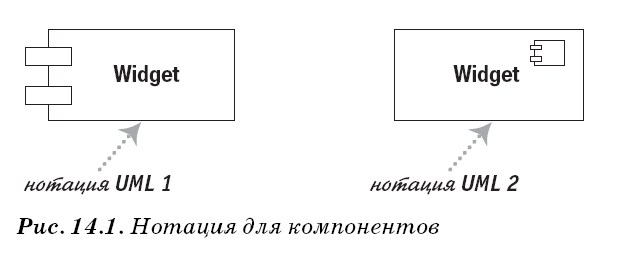 Widget
Widget
нотация UML 1
нотация UML 2
Рис. 14.1. Нотация для компонентов